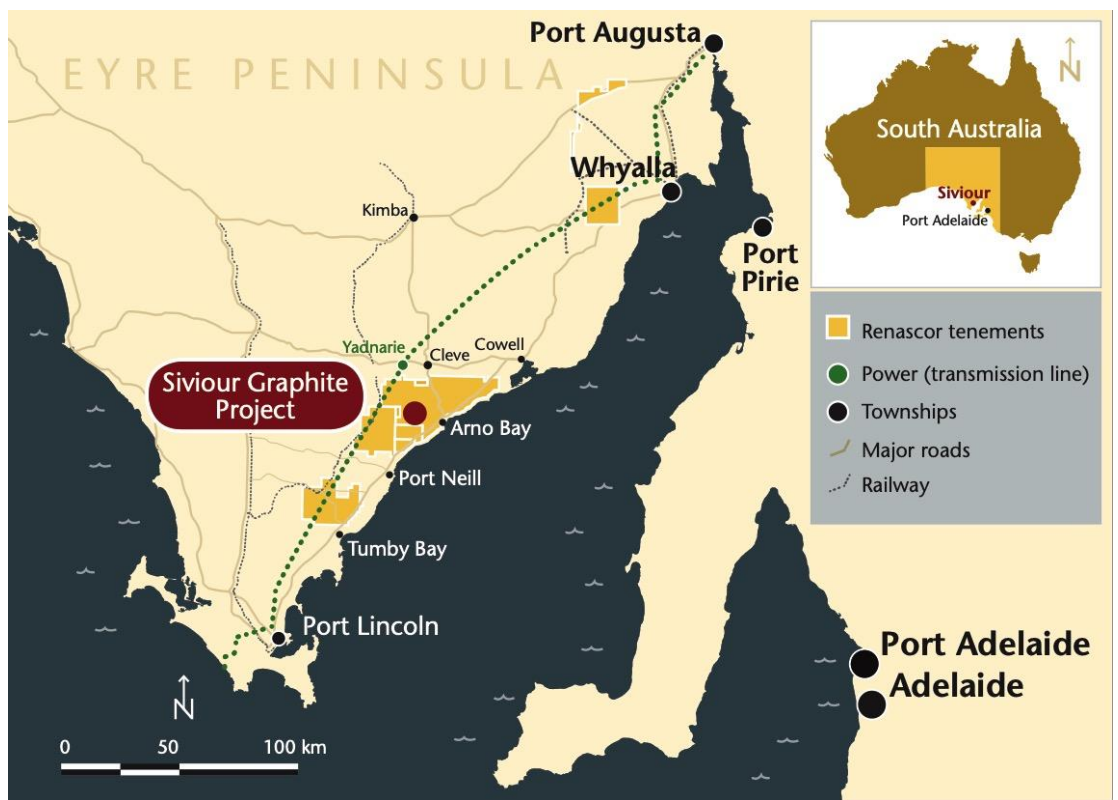 Port Augusta
EYRE PENINSULA
N
South Australia
Whyalla
Siviour
Kimba
Port Adelaide
Port
Pirie
Renascor tenements
Yadnarie
Cleve
Cowell
Siviour Graphite
Project
Power (transmission line)
Townships
Arno Bay
Major roads
Port Neill
Railway
Tumby Bay
Port Lincoln
Port Adelaide
Adelaide
N
0 50 100 km